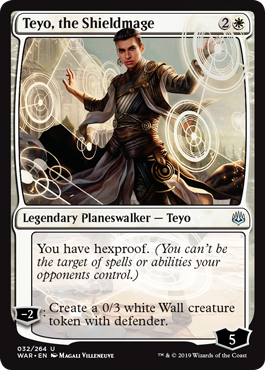 Teyo, the Shieldmage 2
Legendary Planeswalker — Teyo
You have hexproof. (You can't be
the target of spells or abilities your
opponents control.)
−2: Create a 0/3 white Wall creature
token with defender.
5
032/264 U
WAR • EN MAGALI VILLENEUVE
™ & © 2019 Wizards of the Coast